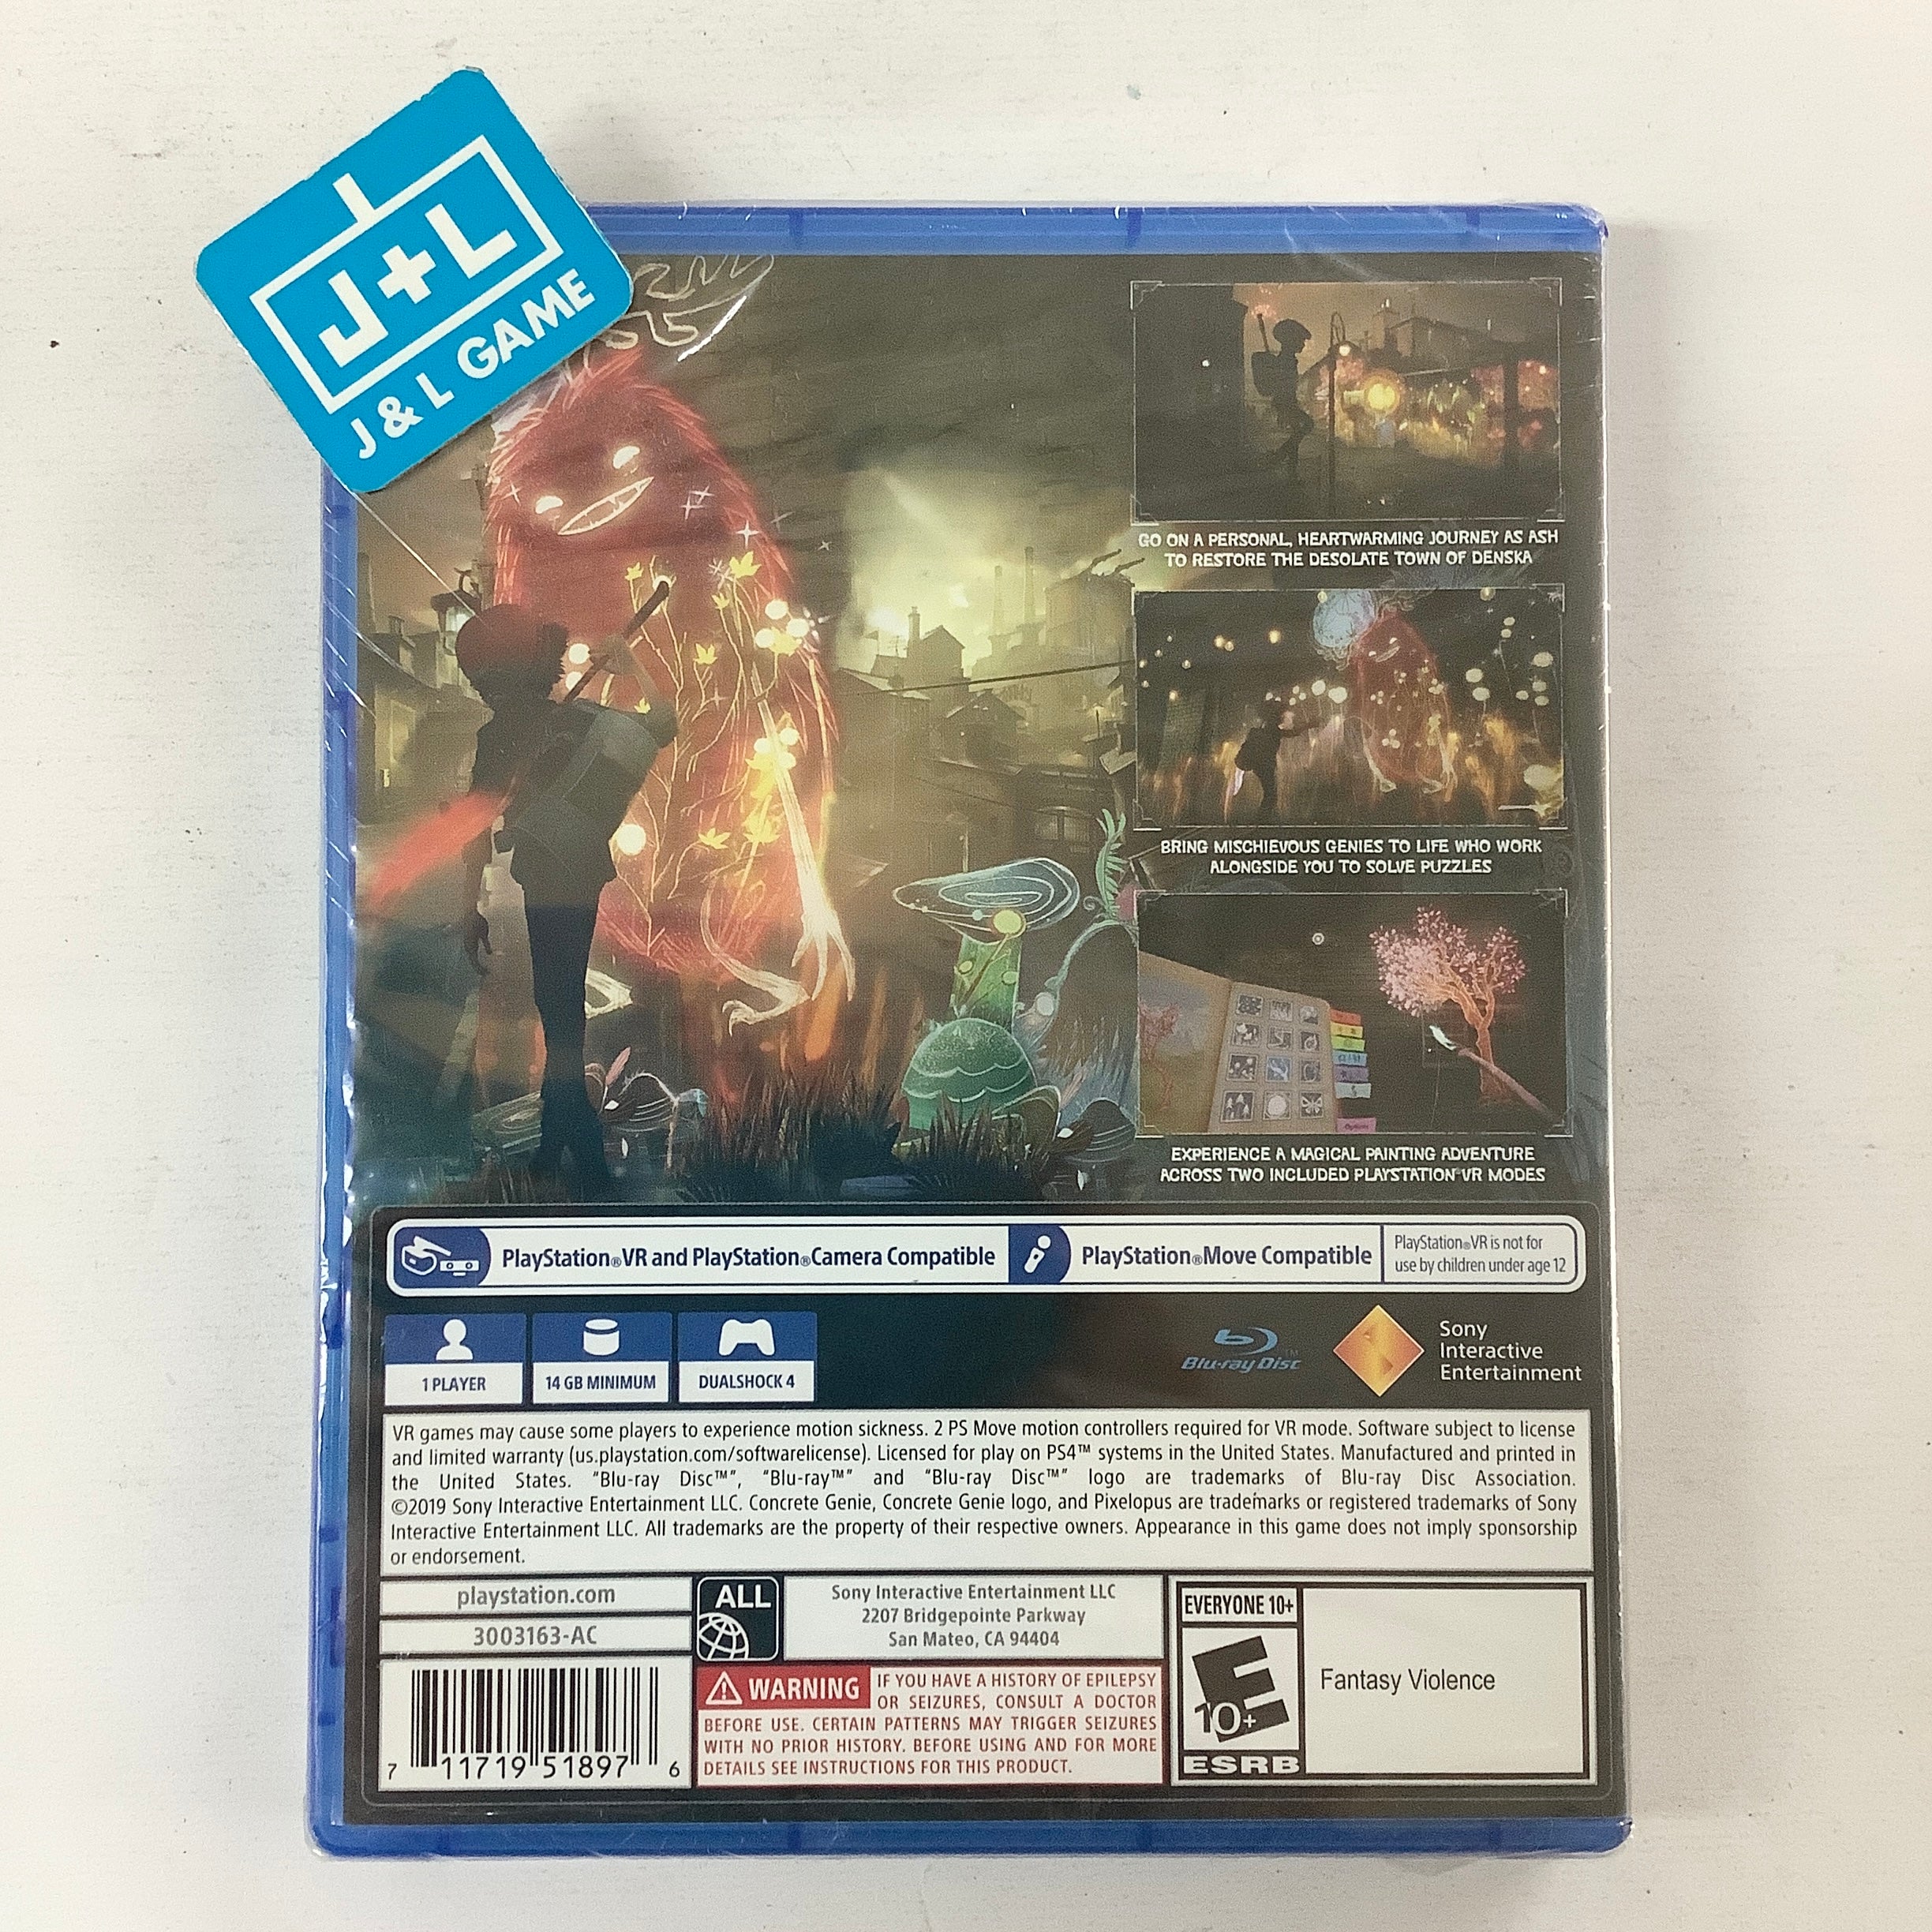 J+L
J & L GAME
GO ON A PERSONAL, HEARTWARMING JOURNEY AS ASH
TO RESTORE THE DESOLATE TOWN OF DENSKA
BRING MISCHIEVOUS GENIES TO LIFE WHO WORK
ALONGSIDE YOU TO SOLVE PUZZLES
Options
EXPERIENCE A MAGICAL PAINTING ADVENTURE
ACROSS TWO INCLUDED PLAYSTATION®VR MODES
PlayStation®VR and PlayStation®Camera Compatible
PlayStation®Move Compatible
PlayStation®VR is not for
use by children under age 12
1 PLAYER
14 GB MINIMUM
DUALSHOCK 4
Blu-ray Disc™
Sony
Interactive
Entertainment
VR games may cause some players to experience motion sickness. 2 PS Move motion controllers required for VR mode. Software subject to license
and limited warranty (us.playstation.com/softwarelicense). Licensed for play on PS4™ systems in the United States. Manufactured and printed in
the United States. "Blu-ray Disc™", "Blu-ray™" and "Blu-ray Disc™" logo are trademarks of Blu-ray Disc Association.
©2019 Sony Interactive Entertainment LLC. Concrete Genie, Concrete Genie logo, and Pixelopus are trademarks or registered trademarks of Sony
Interactive Entertainment LLC. All trademarks are the property of their respective owners. Appearance in this game does not imply sponsorship
or endorsement.
playstation.com
3003163-AC
7 11719 51897 6
ALL
Sony Interactive Entertainment LLC
2207 Bridgepointe Parkway
San Mateo, CA 94404
WARNING IF YOU HAVE A HISTORY OF EPILEPSY
OR SEIZURES, CONSULT A DOCTOR
BEFORE USE. CERTAIN PATTERNS MAY TRIGGER SEIZURES
WITH NO PRIOR HISTORY. BEFORE USING AND FOR MORE
DETAILS SEE INSTRUCTIONS FOR THIS PRODUCT.
EVERYONE 10+
E
10+
ESRB
Fantasy Violence